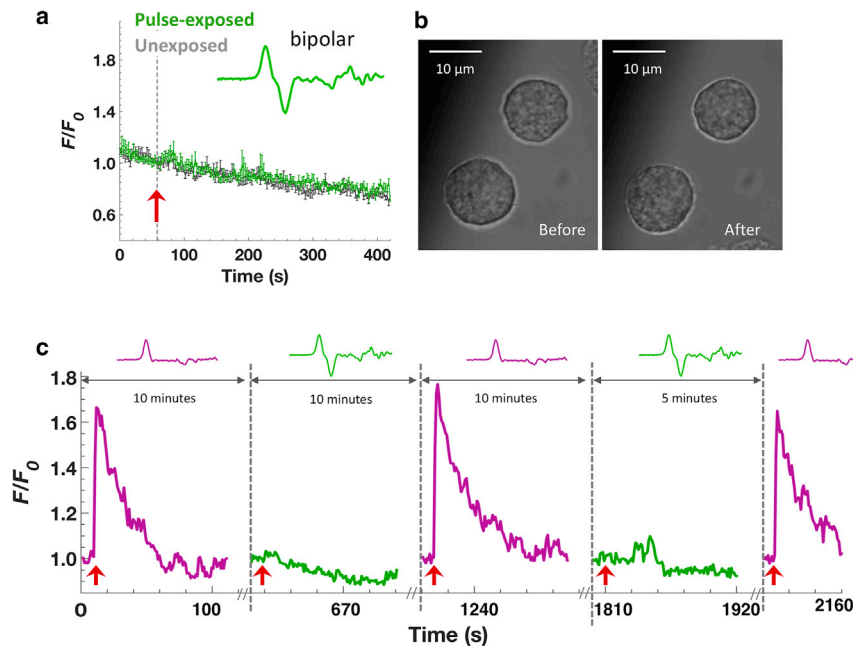 a
Pulse-exposed
Unexposed
bipolar
1.8
1.4
1.0
0.6
F/F0
0 100 200 300 400
Time (s)
b
10 μm
Before
10 μm
After
c
10 minutes
10 minutes
10 minutes
5 minutes
1.8
1.6
1.4
1.2
1.0
F/F0
0 100 670 1240 1810 1920 2160
Time (s)